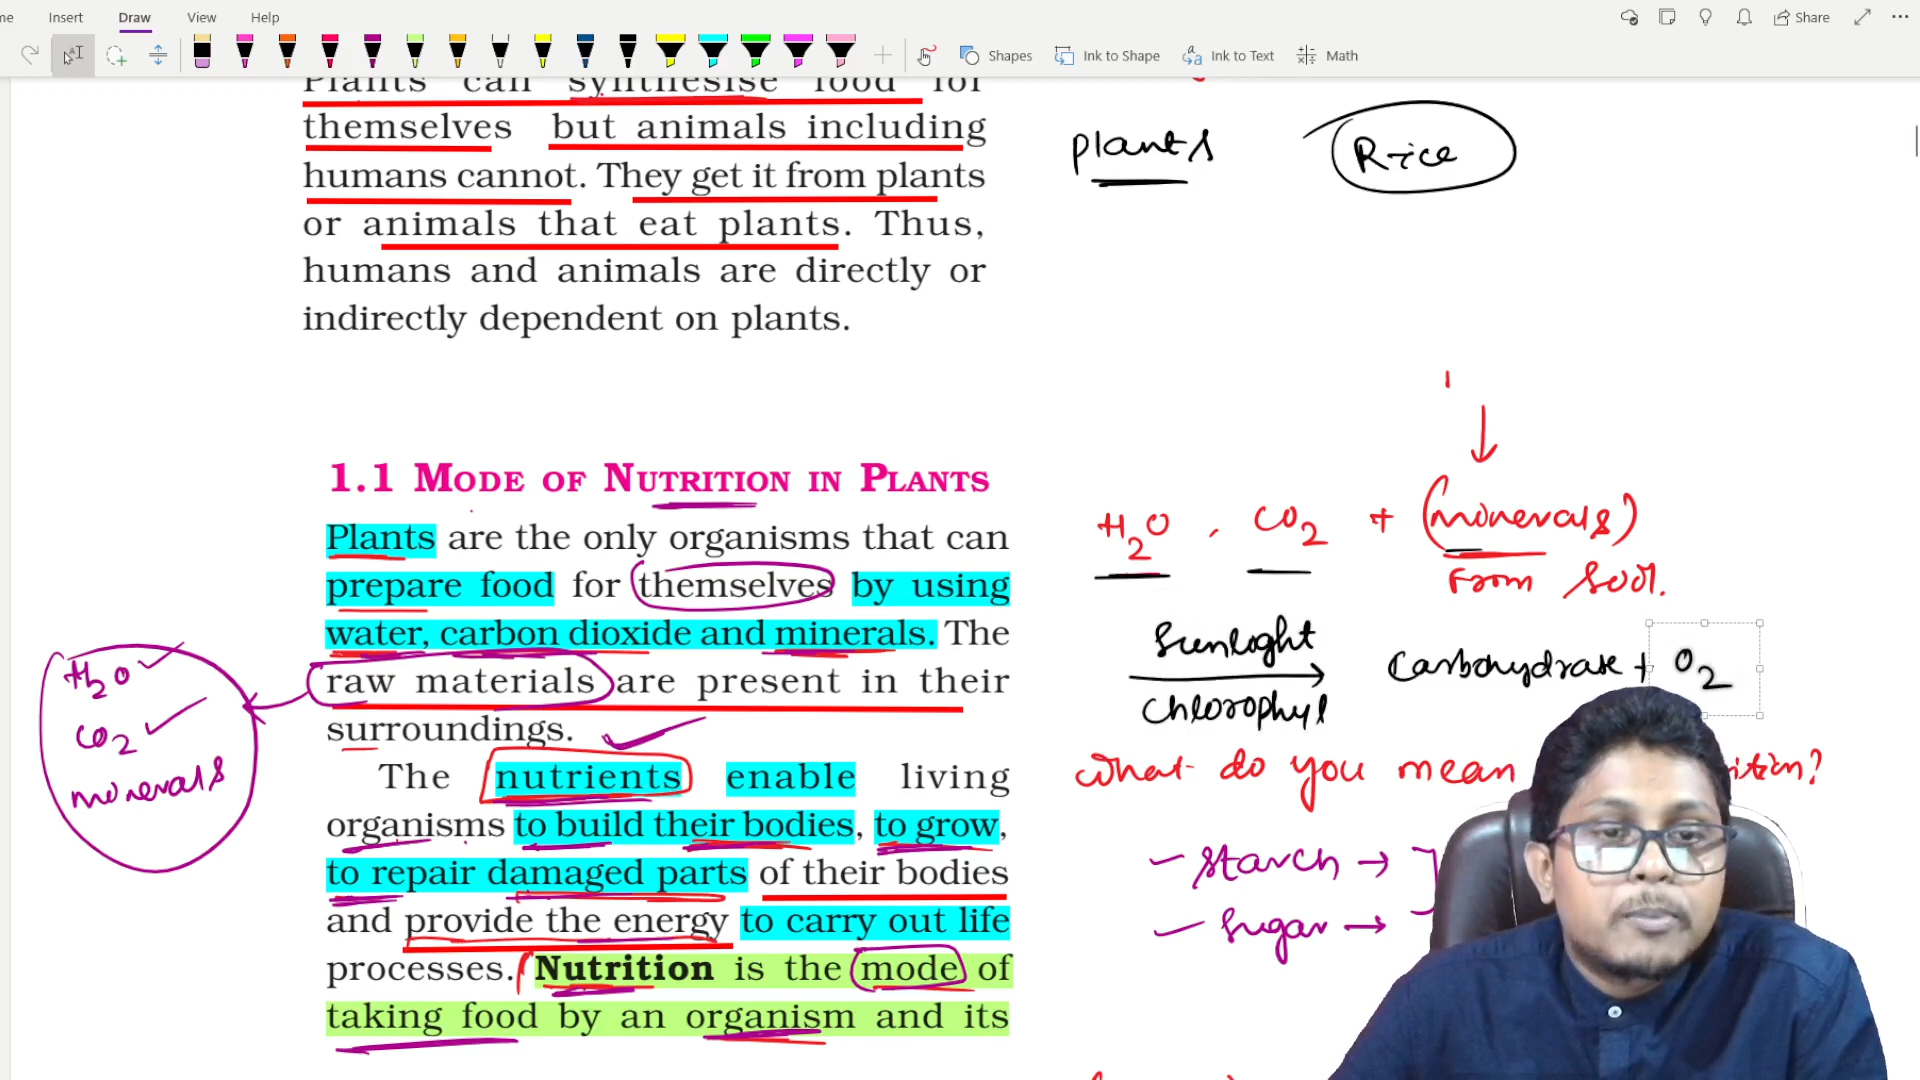 Insert Draw View Help
Share
Shapes Ink to Shape Ink to Text Math
Plants can synthesise food for
themselves but animals including
humans cannot. They get it from plants
or animals that eat plants. Thus,
humans and animals are directly or
indirectly dependent on plants.
plants Rice
1.1 MODE OF NUTRITION IN PLANTS
Plants are the only organisms that can
prepare food for themselves by using
water, carbon dioxide and minerals. The
raw materials are present in their
surroundings.
The nutrients enable living
organisms to build their bodies, to grow,
to repair damaged parts of their bodies
and provide the energy to carry out life
processes. Nutrition is the mode of
taking food by an organism and its
H2O
CO2
minerals
H2O , CO2 + (minerals)
from soil.
Sunlight
Carbohydrate + O2
Chlorophyl
What do you mean
- Starch →
- Sugar →